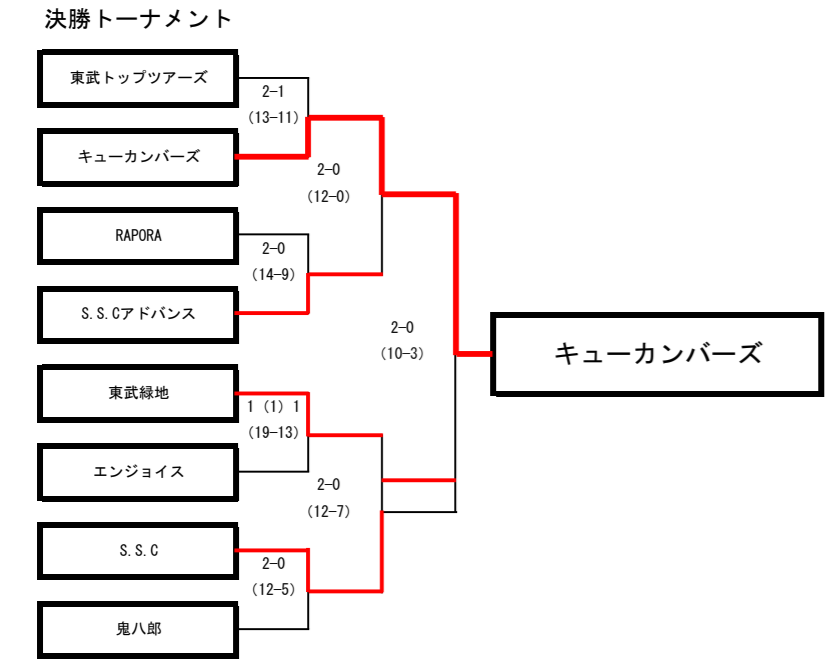 決勝トーナメント
東武トップツアーズ
2-1
(13-11)
キューカンバーズ
2-0
(12-0)
RAPORA
2-0
(14-9)
S.S.Cアドバンス
2-0
(10-3)
キューカンバーズ
東武緑地
1 (1) 1
(19-13)
エンジョイス
2-0
(12-7)
S.S.C
2-0
(12-5)
鬼八郎